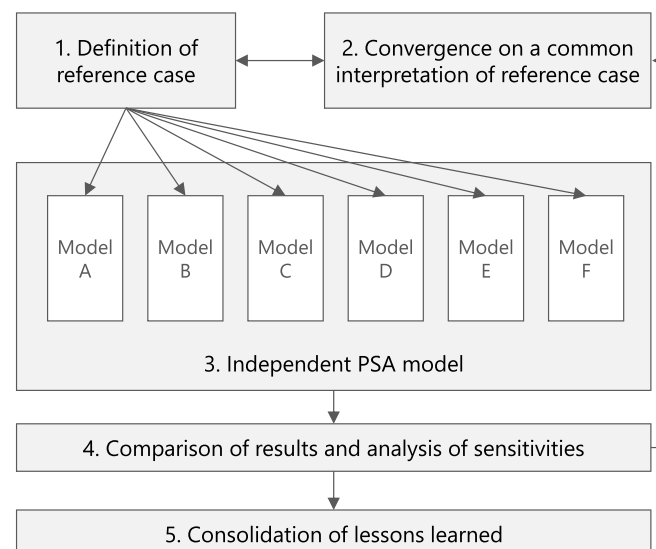 1. Definition of
reference case
2. Convergence on a common
interpretation of reference case
Model
A
Model
B
Model
C
Model
D
Model
E
Model
F
3. Independent PSA model
4. Comparison of results and analysis of sensitivities
5. Consolidation of lessons learned